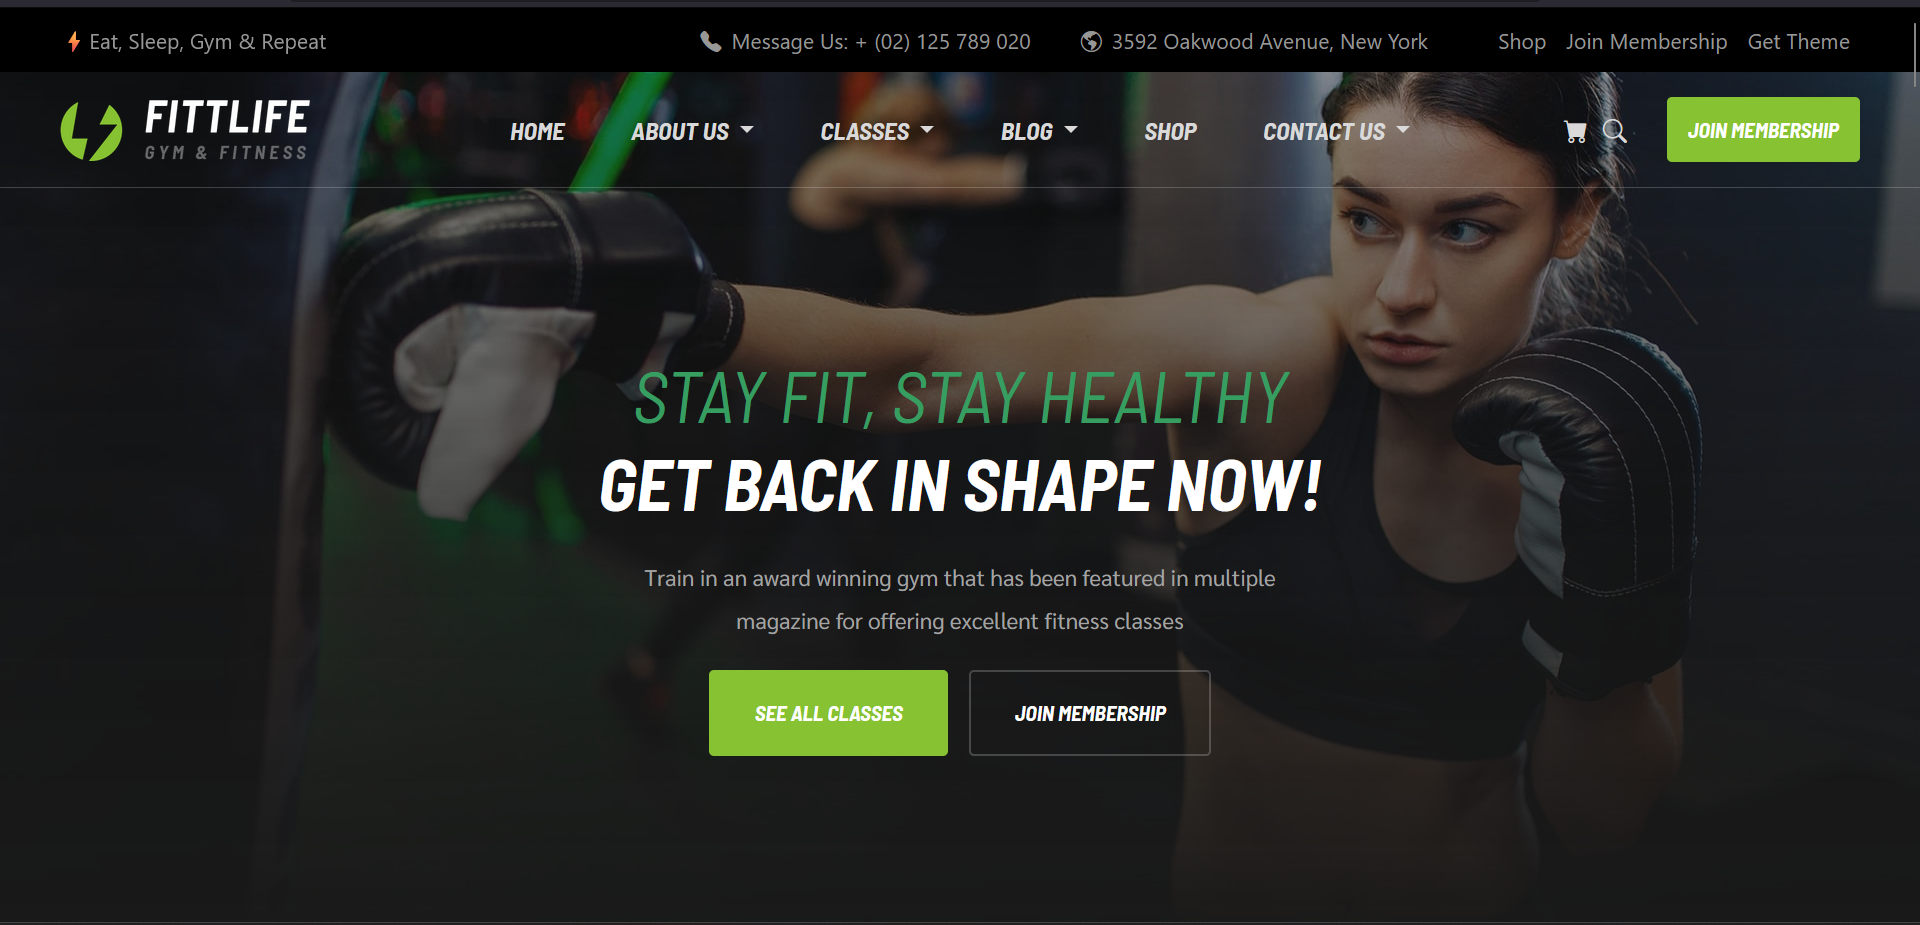 Eat, Sleep, Gym & Repeat
Message Us: + (02) 125 789 020
3592 Oakwood Avenue, New York
Shop
Join Membership
Get Theme
FITTLIFE
GYM & FITNESS
HOME
ABOUT US
CLASSES
BLOG
SHOP
CONTACT US
JOIN MEMBERSHIP
STAY FIT, STAY HEALTHY
GET BACK IN SHAPE NOW!
Train in an award winning gym that has been featured in multiple
magazine for offering excellent fitness classes
SEE ALL CLASSES
JOIN MEMBERSHIP